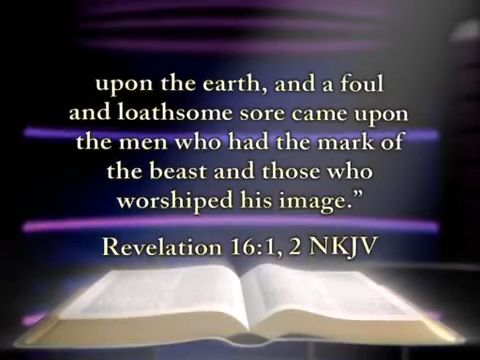 upon the earth, and a foul
and loathsome sore came upon
the men who had the mark of
the beast and those who
worshiped his image.”
Revelation 16:1, 2 NKJV